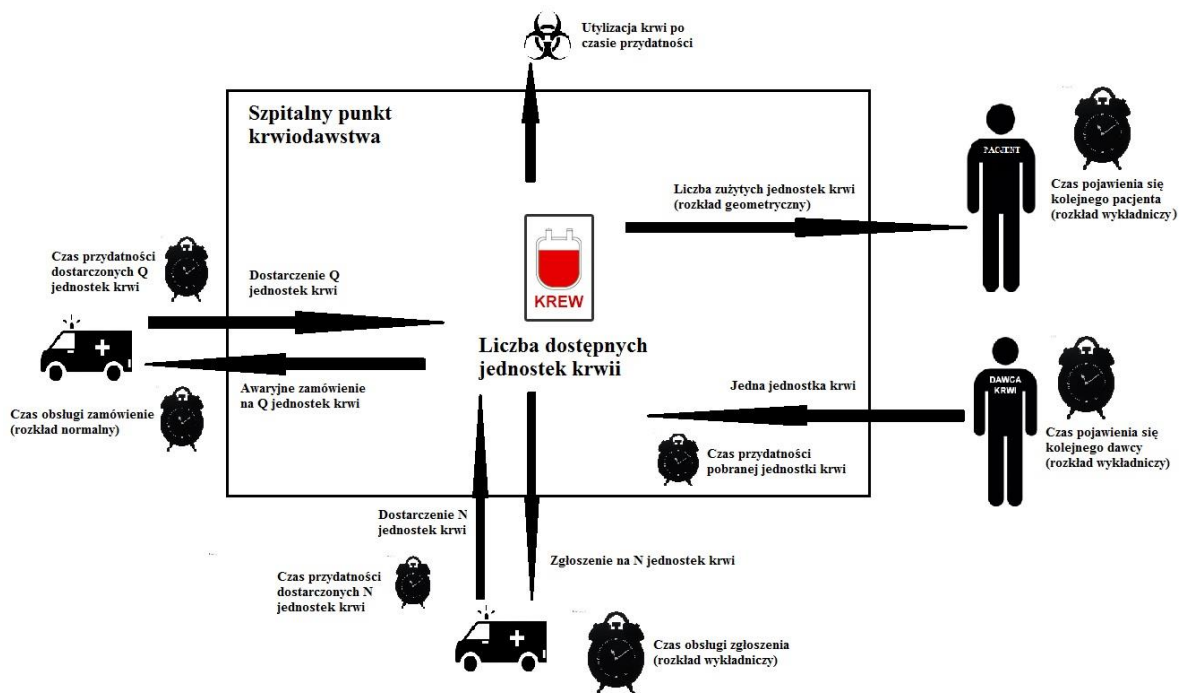 Utylizacja krwi po
czasie przydatności
Szpitalny punkt
krwiodawstwa
PACJENT
Liczba zużytych jednostek krwi
(rozkład geometryczny)
Czas pojawienia się
kolejnego pacjenta
(rozkład wykładniczy)
Czas przydatności
dostarczonych Q
jednostek krwi
Dostarczenie Q
jednostek krwi
KREW
Liczba dostępnych
jednostek krwii
Awaryjne zamówienie
na Q jednostek krwi
Czas obsługi zamówienie
(rozkład normalny)
Jedna jednostka krwi
DAWCA
KRWI
Czas pojawienia się
kolejnego dawcy
(rozkład wykładniczy)
Czas przydatności
pobranej jednostki krwi
Dostarczenie N
jednostek krwi
Zgłoszenie na N jednostek krwi
Czas przydatności
dostarczonych N
jednostek krwi
Czas obsługi zgłoszenia
(rozkład wykładniczy)